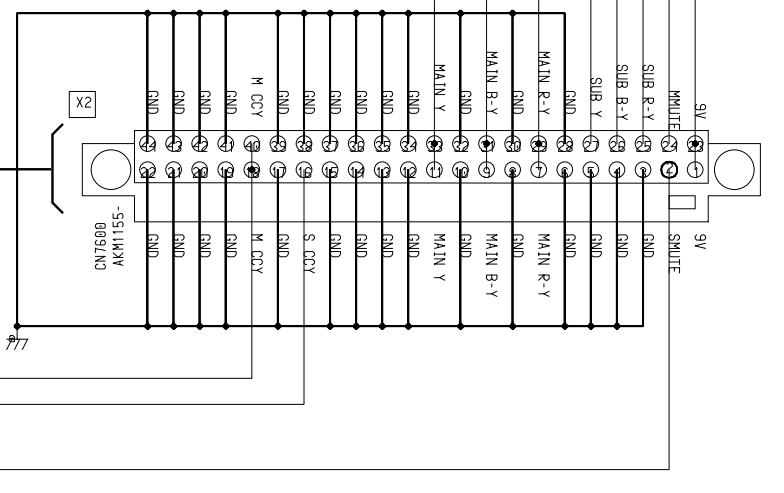 X2
GND
GND
GND
GND
M CCY
GND
GND
GND
GND
GND
GND
MAIN Y
GND
MAIN B-Y
GND
MAIN R-Y
GND
SUB Y
SUB B-Y
SUB R-Y
MMUTE
9V
44 43 42 41 40 39 38 37 36 35 34 33 32 31 30 29 28 27 26 25 24 23
22 21 20 19 18 17 16 15 14 13 12 11 10 9 8 7 6 5 4 3 2 1
CN7600
AKM1155-
GND
GND
GND
GND
M CCY
GND
S CCY
GND
GND
GND
GND
MAIN Y
GND
MAIN B-Y
GND
MAIN R-Y
GND
GND
GND
GND
SMUTE
9V